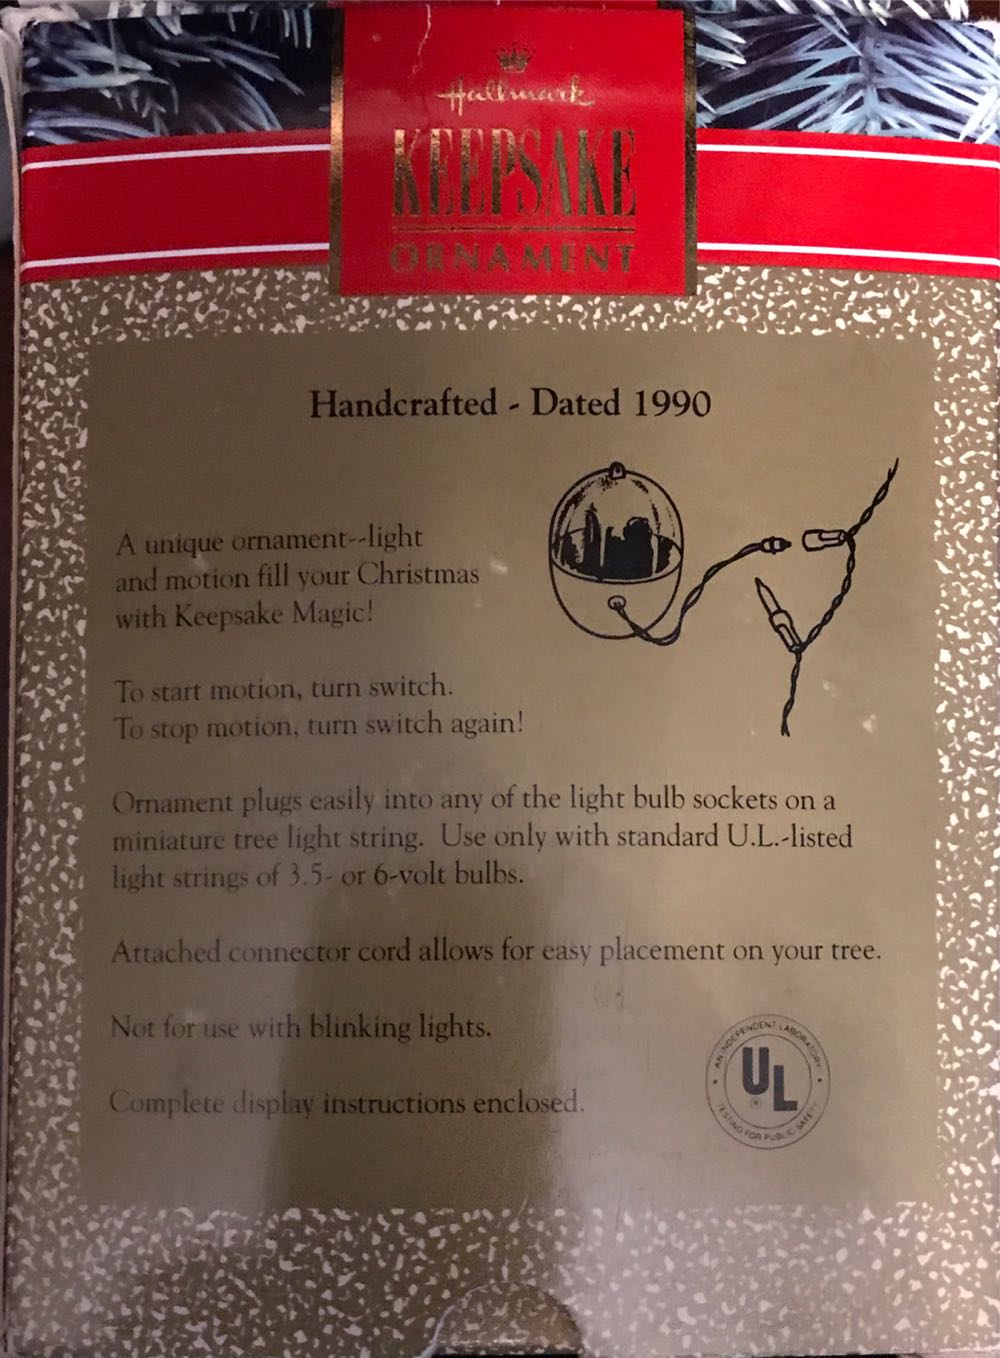 Hallmark
KEEPSAKE
ORNAMENT
Handcrafted - Dated 1990
A unique ornament--light
and motion fill your Christmas
with Keepsake Magic!
To start motion, turn switch.
To stop motion, turn switch again!
Ornament plugs easily into any of the light bulb sockets on a
miniature tree light string. Use only with standard U.L.-listed
light strings of 3.5- or 6-volt bulbs.
Attached connector cord allows for easy placement on your tree.
Not for use with blinking lights.
Complete display instructions enclosed.
AN INDEPENDENT LABORATORY
UL®
TESTING FOR PUBLIC SAFETY